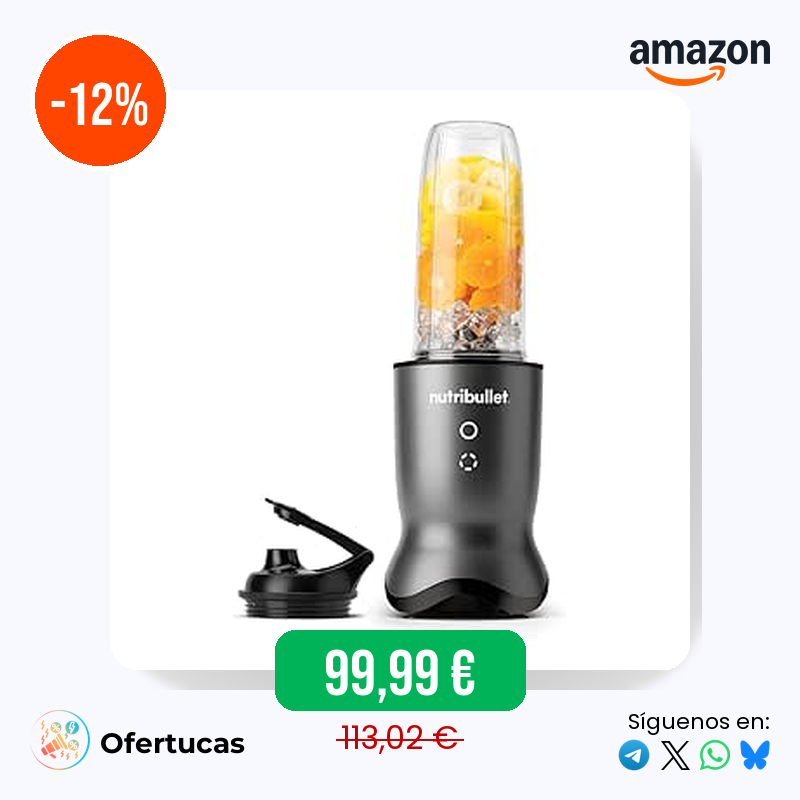 -12%
amazon
nutribullet
99,99 €
113,02 €
Ofertucas
Síguenos en: